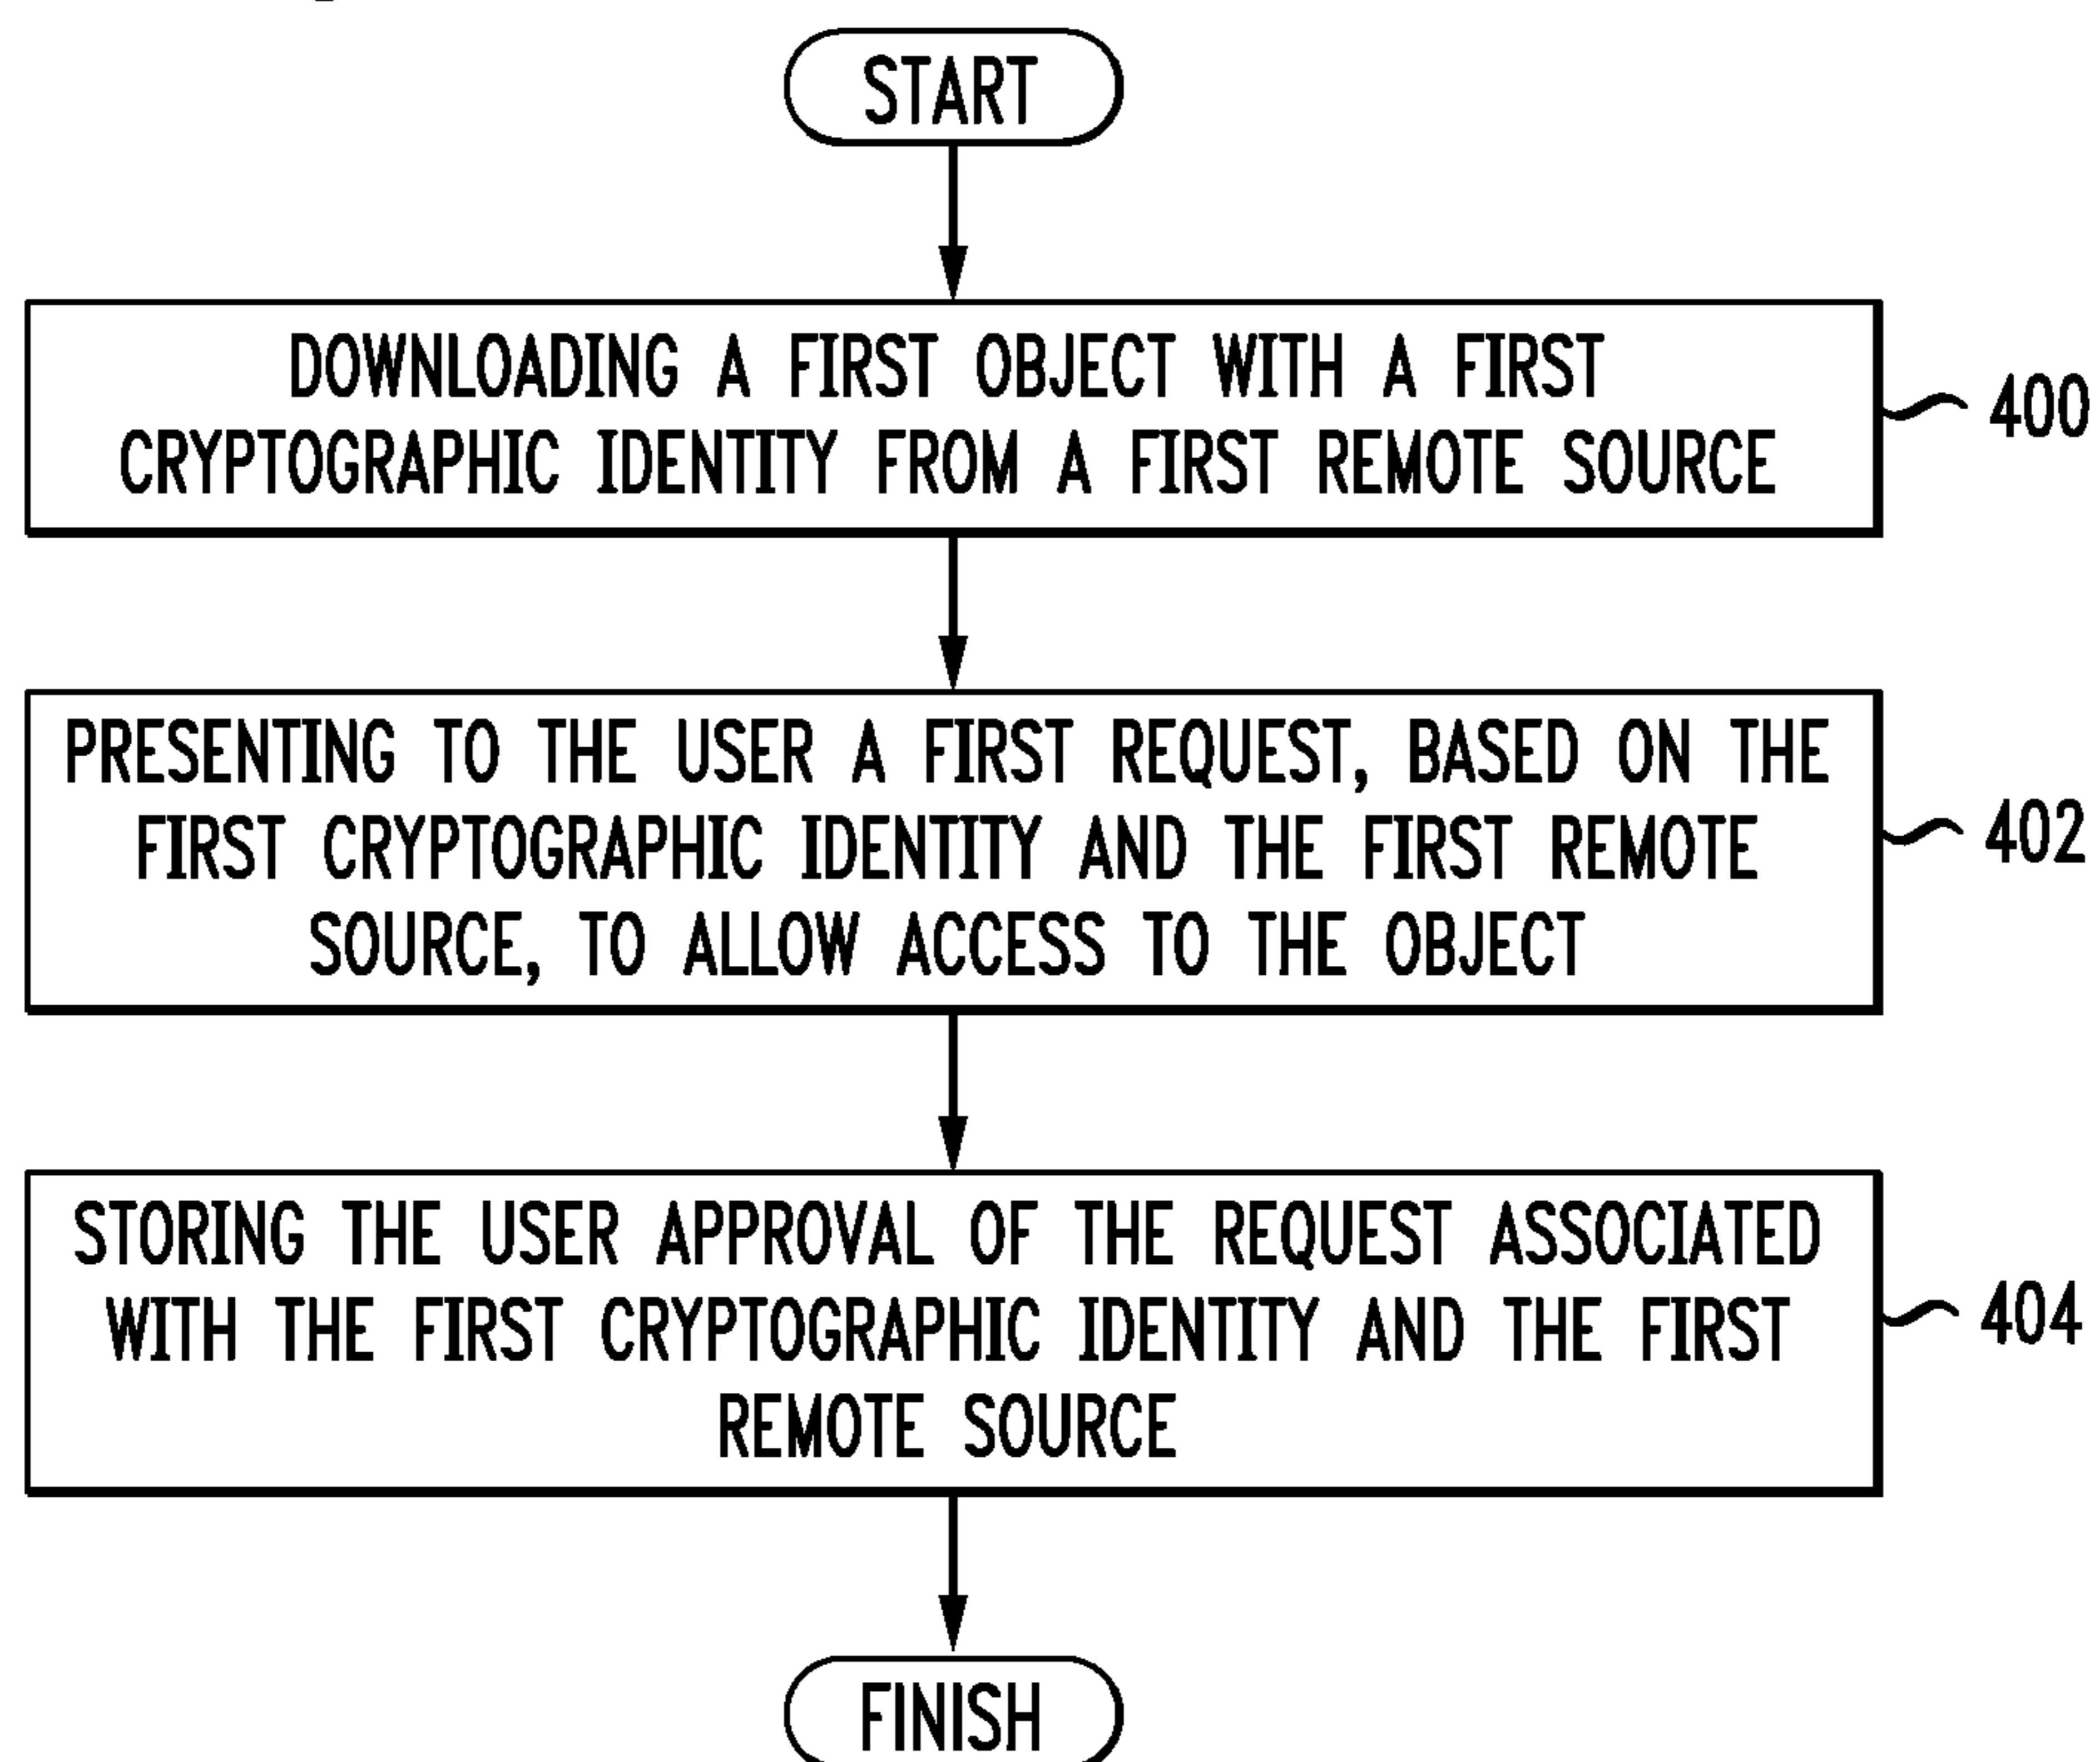 START
DOWNLOADING A FIRST OBJECT WITH A FIRST
CRYPTOGRAPHIC IDENTITY FROM A FIRST REMOTE SOURCE
400
PRESENTING TO THE USER A FIRST REQUEST, BASED ON THE
FIRST CRYPTOGRAPHIC IDENTITY AND THE FIRST REMOTE
SOURCE, TO ALLOW ACCESS TO THE OBJECT
402
STORING THE USER APPROVAL OF THE REQUEST ASSOCIATED
WITH THE FIRST CRYPTOGRAPHIC IDENTITY AND THE FIRST
REMOTE SOURCE
404
FINISH